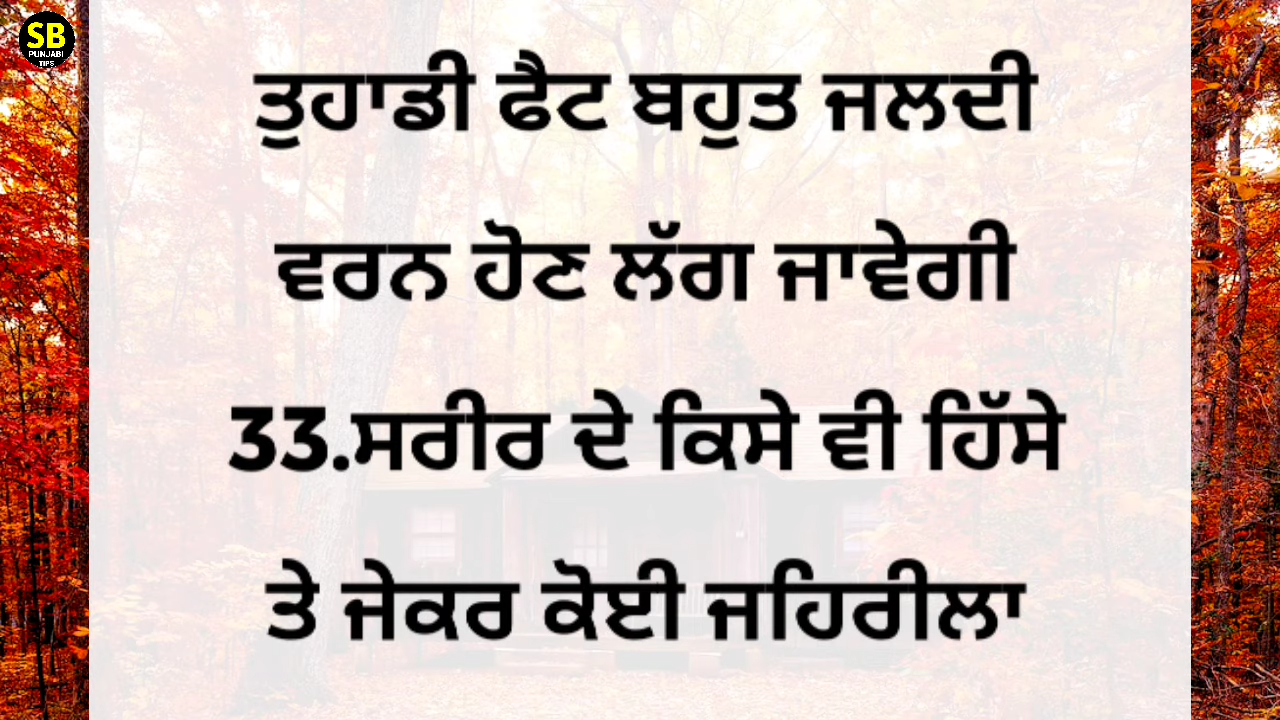 SB
PUNJABI
TIPS
ਤੁਹਾਡੀ ਫੈਟ ਬਹੁਤ ਜਲਦੀ
ਵਰਨ ਹੋਣ ਲੱਗ ਜਾਵੇਗੀ
33.ਸਰੀਰ ਦੇ ਕਿਸੇ ਵੀ ਹਿੱਸੇ
ਤੇ ਜੇਕਰ ਕੋਈ ਜਹਿਰੀਲਾ